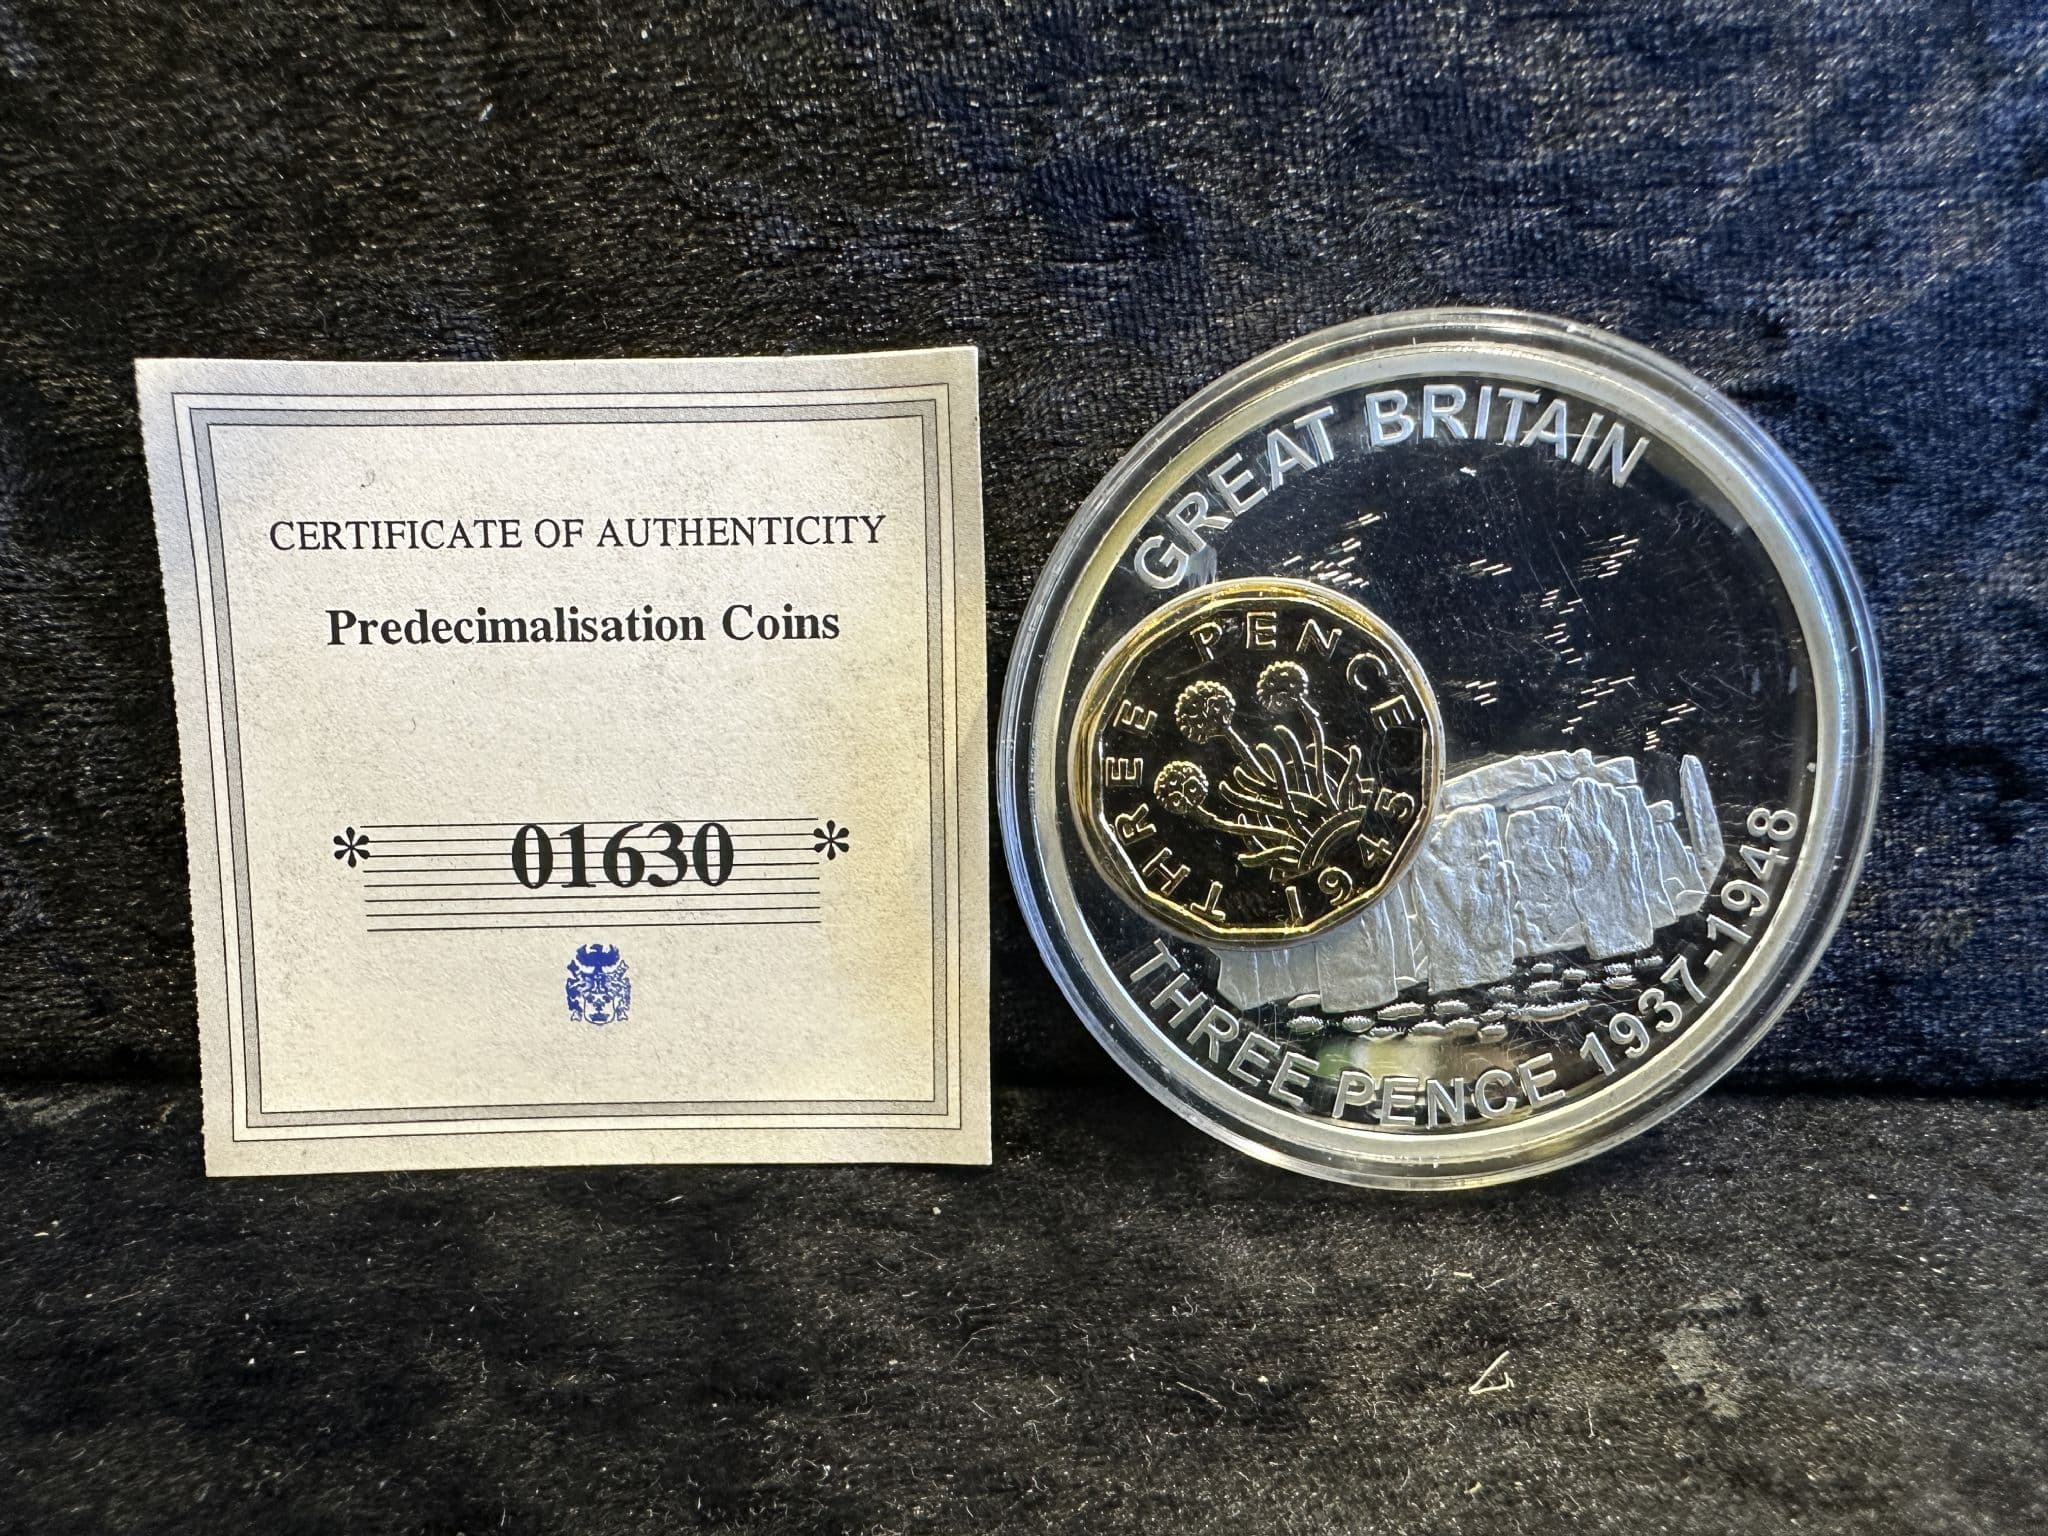 CERTIFICATE OF AUTHENTICITY
Predecimalisation Coins
* 01630 *
GREAT BRITAIN
THREE PENCE 1945
THREE PENCE 1937-1948